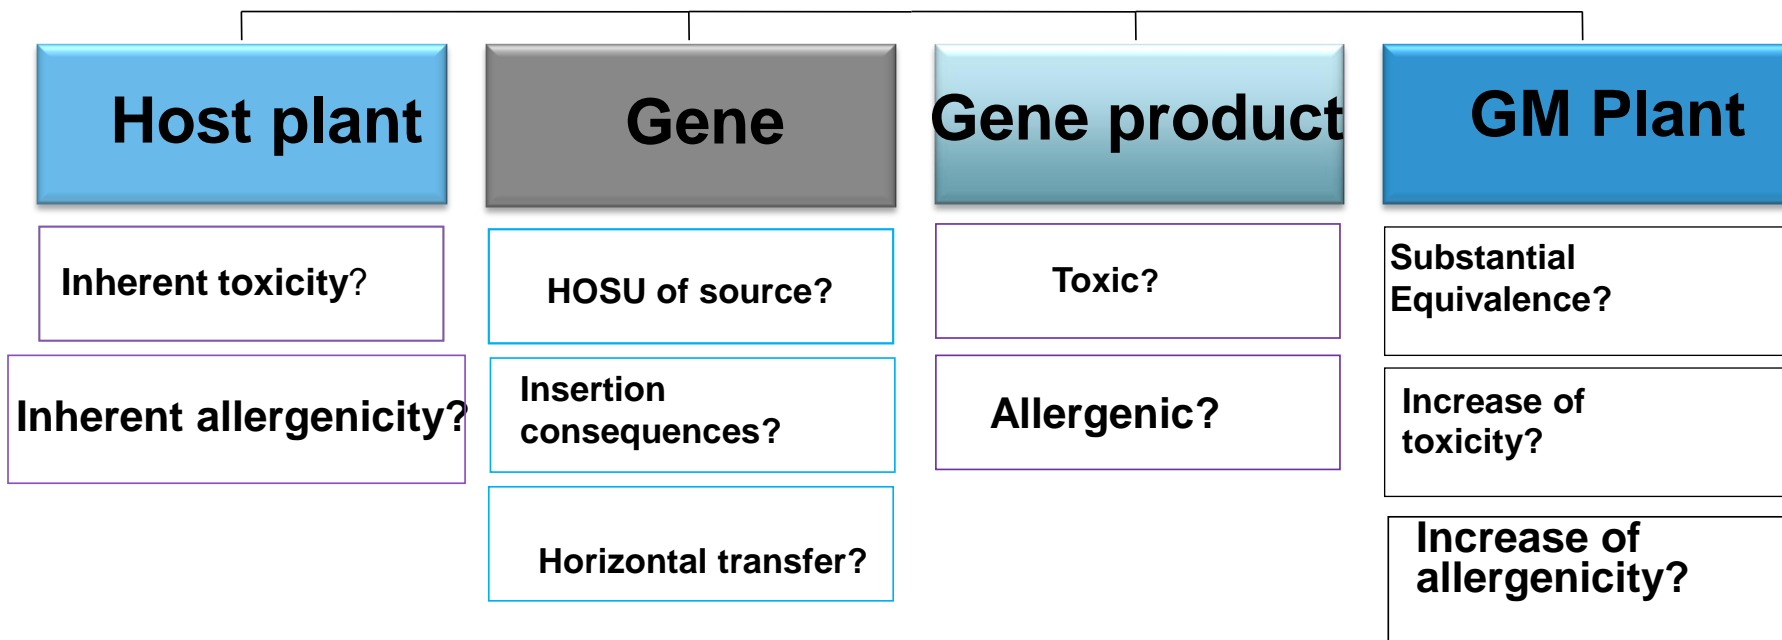 Host plant
Inherent toxicity?
Inherent allergenicity?
Gene
HOSU of source?
Insertion
consequences?
Horizontal transfer?
Gene product
Toxic?
Allergenic?
GM Plant
Substantial
Equivalence?
Increase of
toxicity?
Increase of
allergenicity?